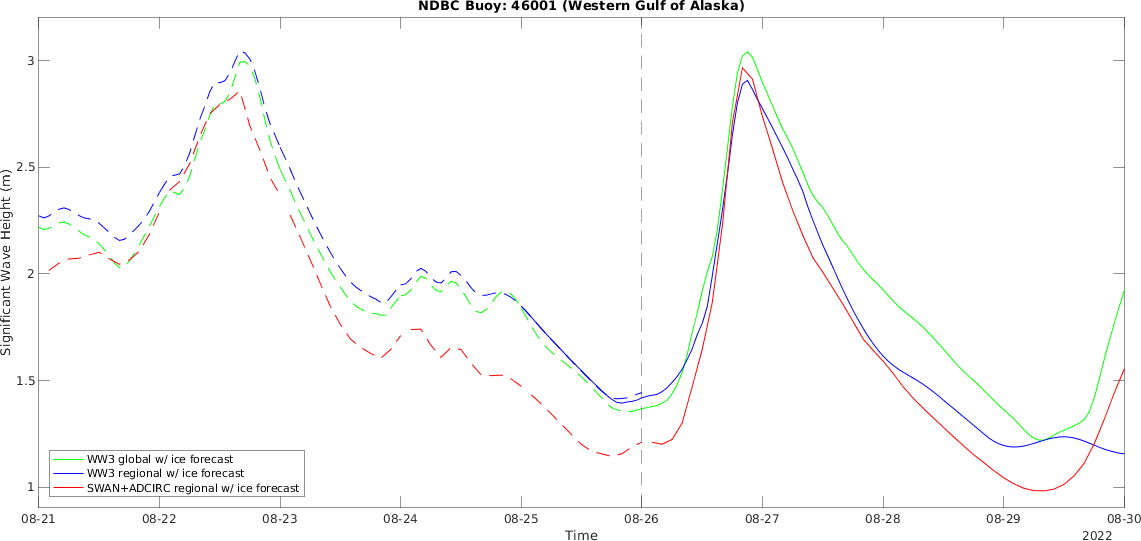 NDBC Buoy: 46001 (Western Gulf of Alaska)
Significant Wave Height (m)
3
2.5
2
1.5
1
WW3 global w/ ice forecast
WW3 regional w/ ice forecast
SWAN+ADCIRC regional w/ ice forecast
08-21 08-22 08-23 08-24 08-25 08-26 08-27 08-28 08-29 08-30
Time
2022